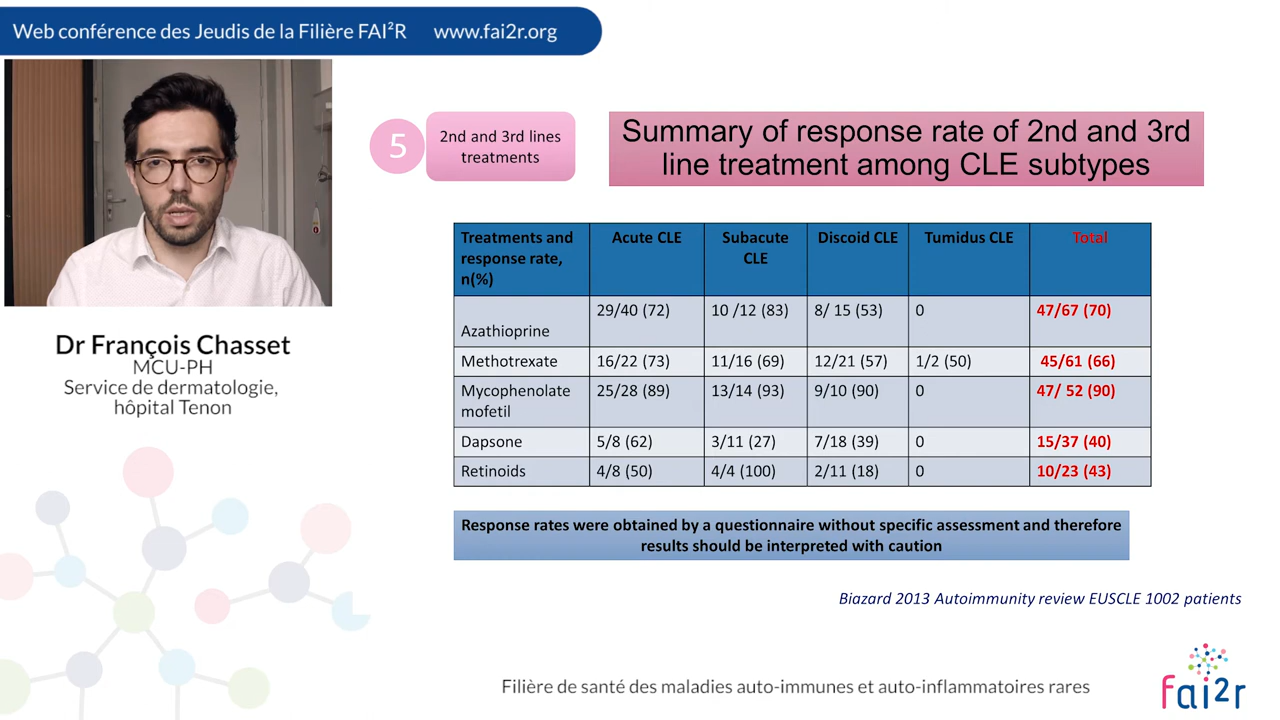 Web conférence des Jeudis de la Filière FAI²R www.fai2r.org
5
2nd and 3rd lines
treatments
Summary of response rate of 2nd and 3rd
line treatment among CLE subtypes
Dr François Chasset
MCU-PH
Service de dermatologie,
hôpital Tenon
Treatments and response rate, n(%) Acute CLE Subacute CLE Discoid CLE Tumidus CLE Total
Azathioprine 29/40 (72) 10 /12 (83) 8/ 15 (53) 0 47/67 (70)
Methotrexate 16/22 (73) 11/16 (69) 12/21 (57) 1/2 (50) 45/61 (66)
Mycophenolate mofetil 25/28 (89) 13/14 (93) 9/10 (90) 0 47/ 52 (90)
Dapsone 5/8 (62) 3/11 (27) 7/18 (39) 0 15/37 (40)
Retinoids 4/8 (50) 4/4 (100) 2/11 (18) 0 10/23 (43)
Response rates were obtained by a questionnaire without specific assessment and therefore
results should be interpreted with caution
Biazard 2013 Autoimmunity review EUSCLE 1002 patients
Filière de santé des maladies auto-immunes et auto-inflammatoires rares
fai2r